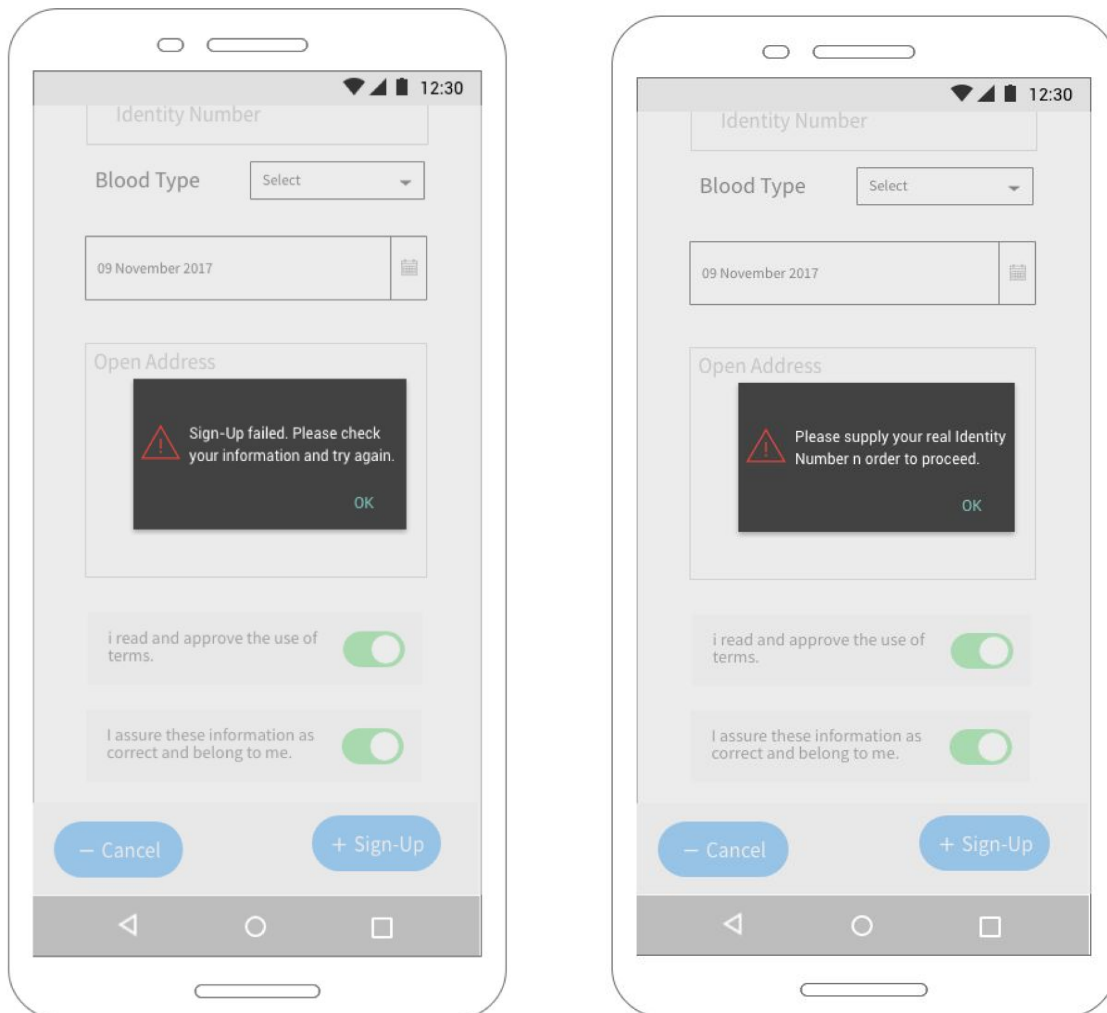 12:30
Identity Number
Blood Type
Select
09 November 2017
Open Address
Sign-Up failed. Please check
your information and try again.
OK
i read and approve the use of
terms.
I assure these information as
correct and belong to me.
– Cancel
+ Sign-Up
12:30
Identity Number
Blood Type
Select
09 November 2017
Open Address
Please supply your real Identity
Number n order to proceed.
OK
i read and approve the use of
terms.
I assure these information as
correct and belong to me.
– Cancel
+ Sign-Up